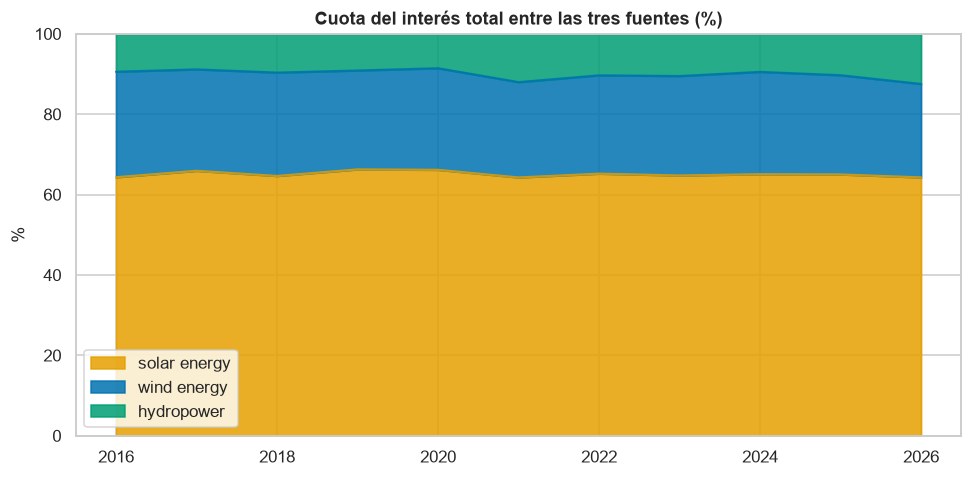 Cuota del interés total entre las tres fuentes (%)
100
80
60
40
20
0
%
solar energy
wind energy
hydropower
2016 2018 2020 2022 2024 2026